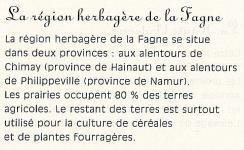 La région herbagère de la Fagne
La région herbagère de la Fagne se situe
dans deux provinces : aux alentours de
Chimay (province de Hainaut) et aux alentours
de Philippeville (province de Namur).
Les prairies occupent 80 % des terres
agricoles. Le restant des terres est surtout
utilisé pour la culture de céréales
et de plantes fourragères.